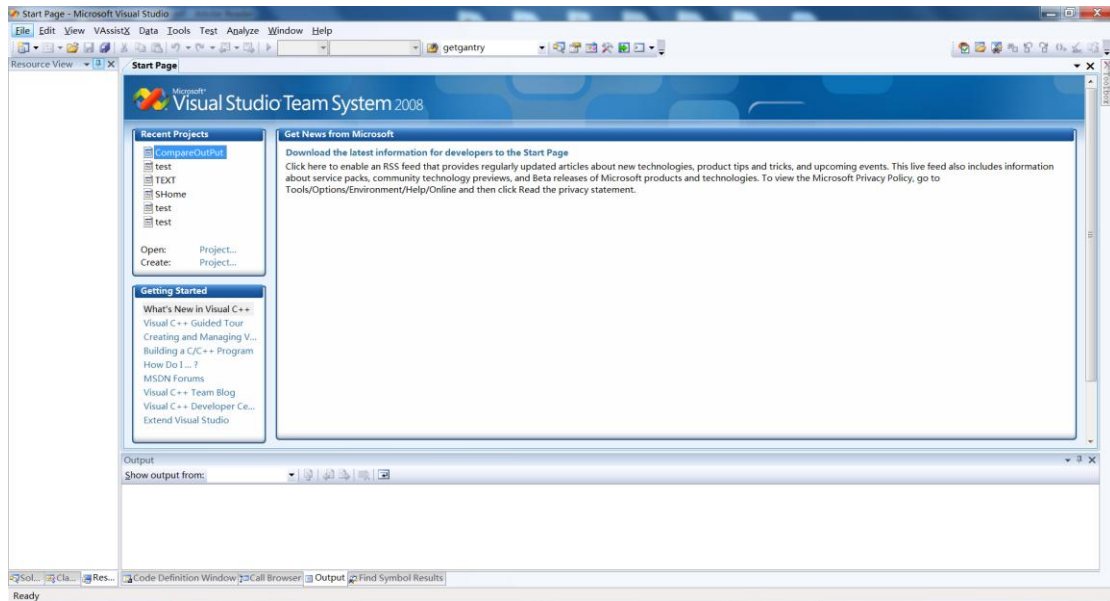 Start Page - Microsoft Visual Studio
File Edit View VAssistX Data Tools Test Analyze Window Help
getgantry
Resource View
Start Page
Toolbox
Microsoft®
Visual Studio Team System 2008
Recent Projects
CompareOutPut
test
TEXT
SHome
test
test
Open: Project...
Create: Project...
Getting Started
What's New in Visual C++
Visual C++ Guided Tour
Creating and Managing V...
Building a C/C++ Program
How Do I ... ?
MSDN Forums
Visual C++ Team Blog
Visual C++ Developer Ce...
Extend Visual Studio
Get News from Microsoft
Download the latest information for developers to the Start Page
Click here to enable an RSS feed that provides regularly updated articles about new technologies, product tips and tricks, and upcoming events. This live feed also includes information
about service packs, community technology previews, and Beta releases of Microsoft products and technologies. To view the Microsoft Privacy Policy, go to
Tools/Options/Environment/Help/Online and then click Read the privacy statement.
Output
Show output from:
Sol... Cla... Res...
Code Definition Window Call Browser Output Find Symbol Results
Ready